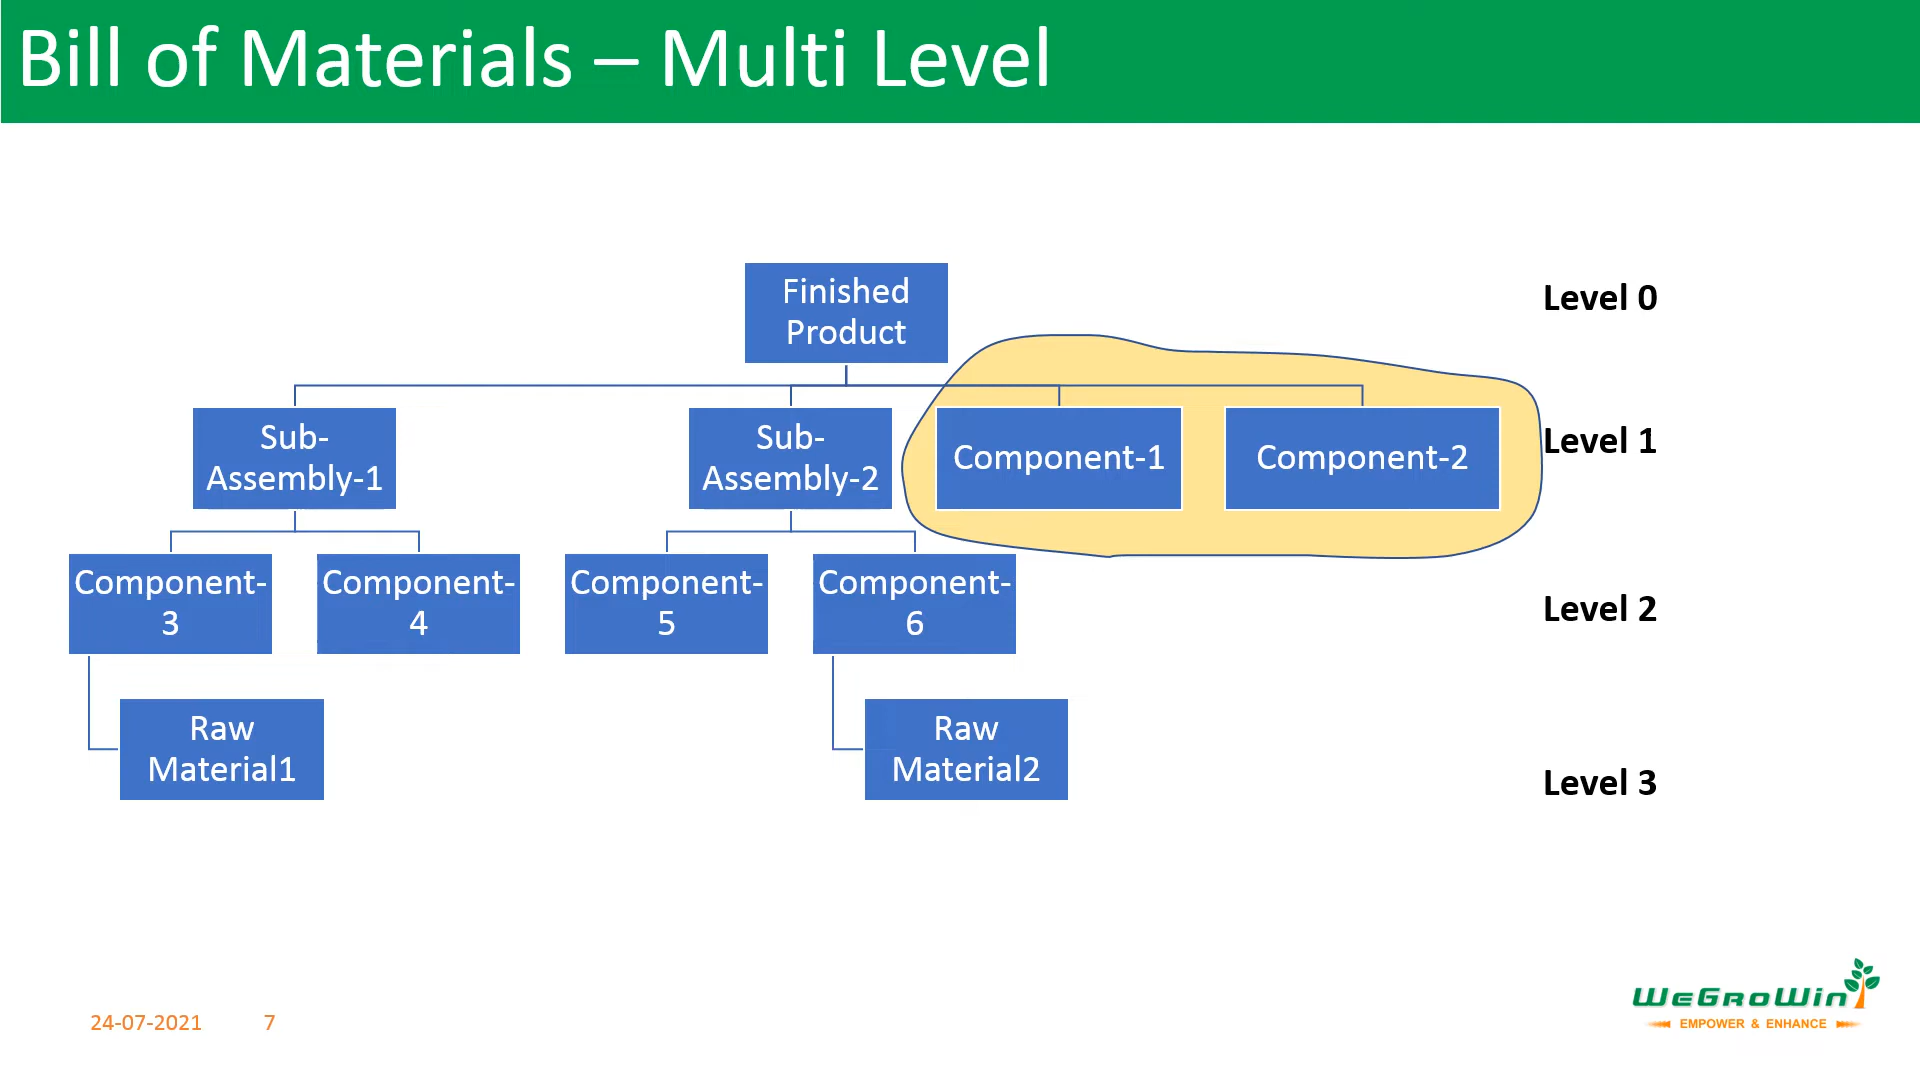 Bill of Materials – Multi Level
Finished
Product
Level 0
Sub-
Assembly-1
Sub-
Assembly-2
Component-1
Component-2
Level 1
Component-
3
Component-
4
Component-
5
Component-
6
Level 2
Raw
Material1
Raw
Material2
Level 3
24-07-2021
7
WeGroWin
EMPOWER & ENHANCE